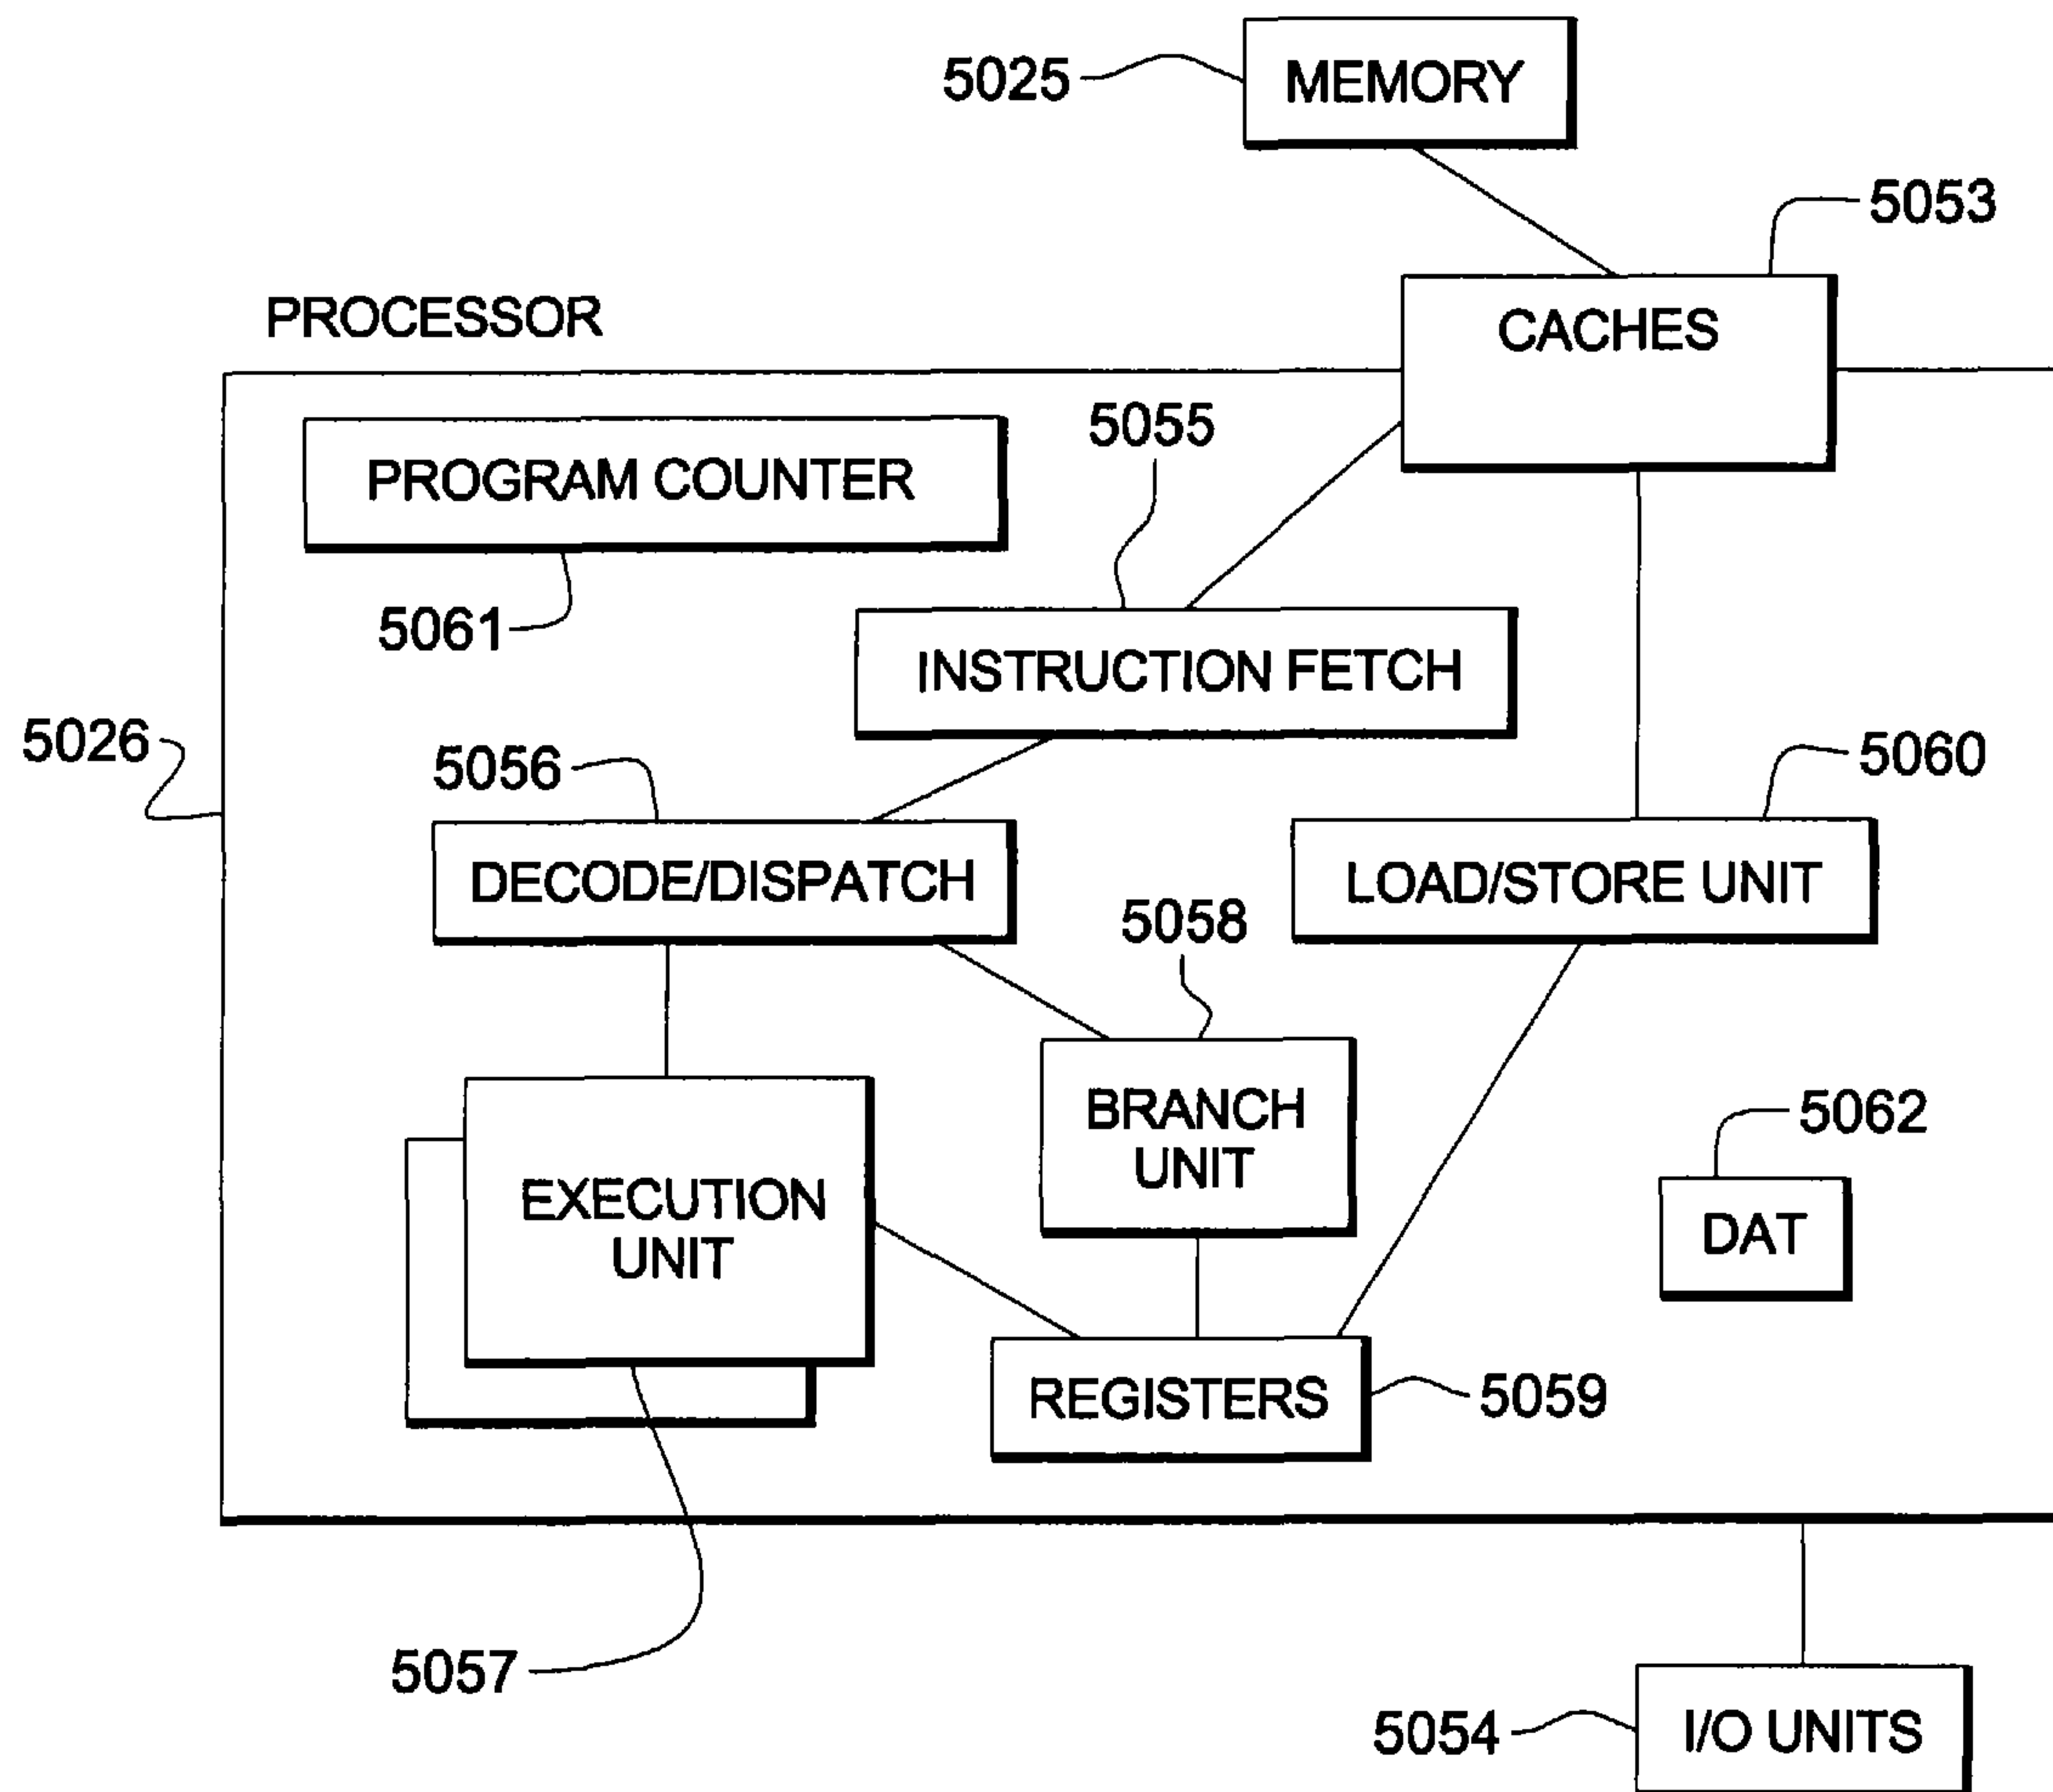 MEMORY
5025
5053
PROCESSOR
CACHES
5055
PROGRAM COUNTER
5061
INSTRUCTION FETCH
5026
5056
5060
DECODE/DISPATCH
LOAD/STORE UNIT
5058
BRANCH
UNIT
5062
EXECUTION
UNIT
DAT
REGISTERS
5059
5057
5054
I/O UNITS